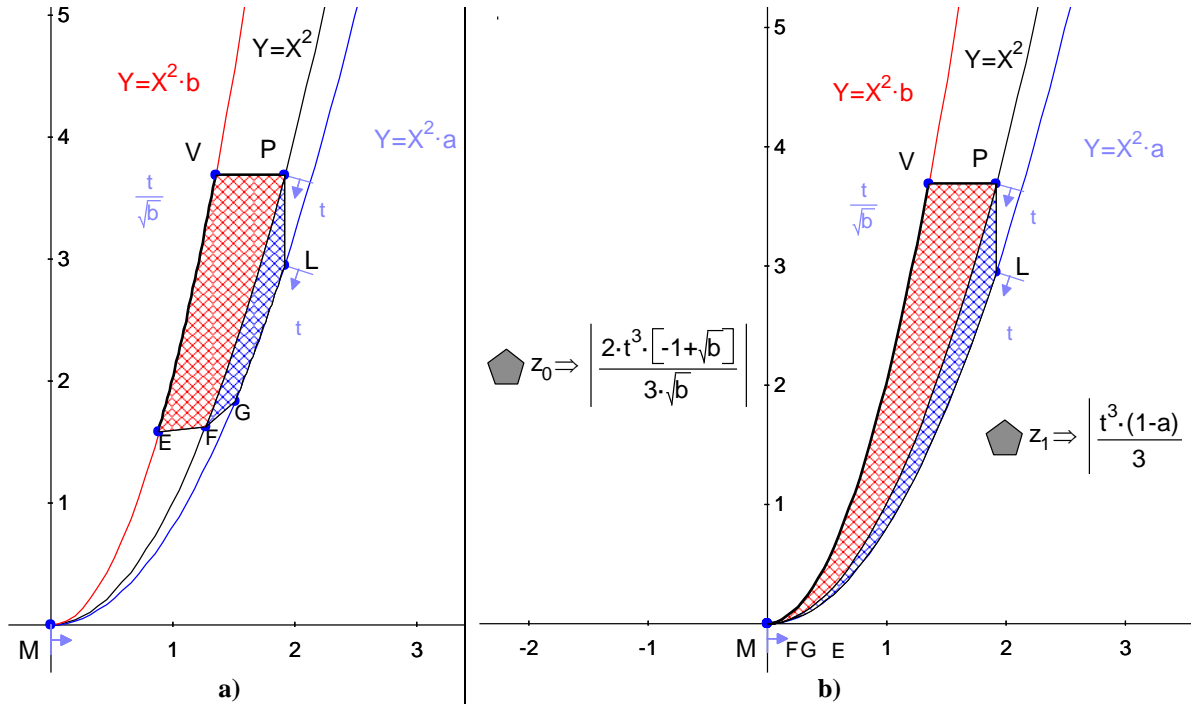 5
4
3
2
1
1
2
3
M
Y=X²·b
Y=X²
Y=X²·a
V
P
t
t/√b
L
t
E
F
G
a)
5
4
3
2
1
-2
-1
1
2
3
M
F G E
Y=X²·b
Y=X²
Y=X²·a
V
P
t
t/√b
L
t
z₀ ⇒ | 2·t³·[-1+√b] / 3·√b |
z₁ ⇒ | t³·(1-a) / 3
b)